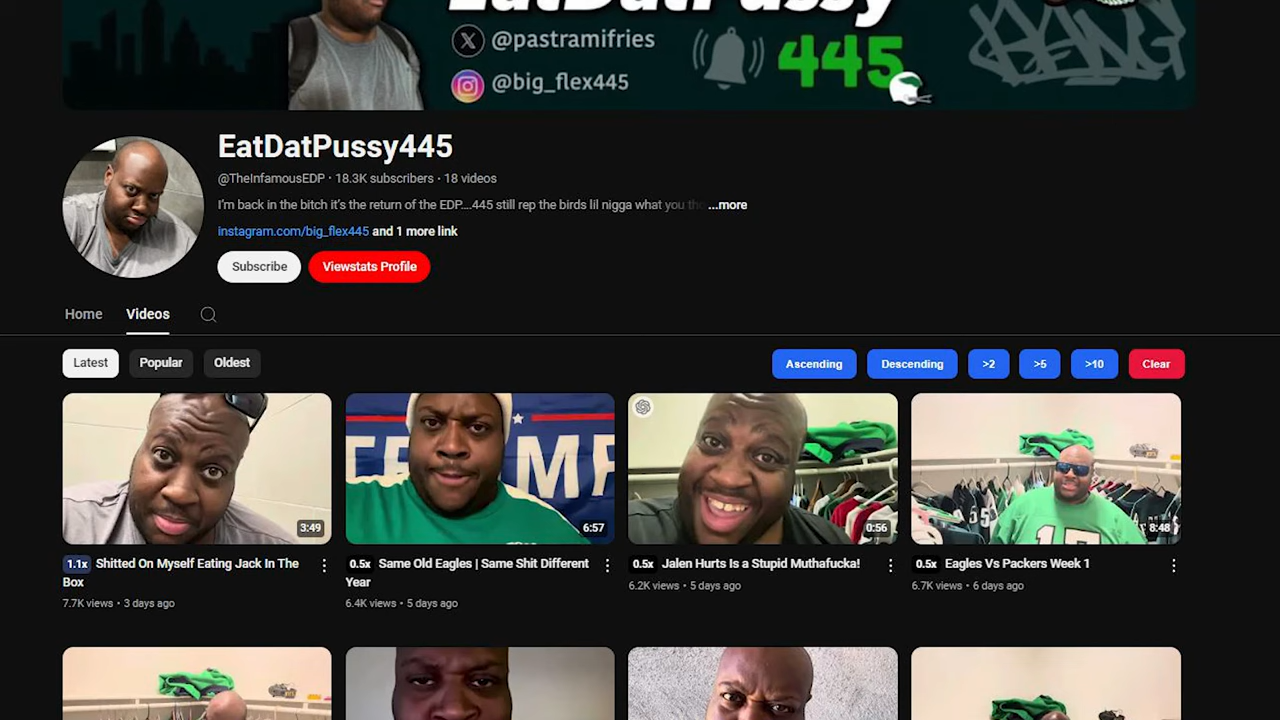 EatDatPussy
@pastramifries
@big_flex445
445
EatDatPussy445
@TheInfamousEDP · 18.3K subscribers · 18 videos
I'm back in the bitch it's the return of the EDP....445 still rep the birds lil nigga what you tho ...more
instagram.com/big_flex445 and 1 more link
Subscribe
Viewstats Profile
Home
Videos
Latest
Popular
Oldest
Ascending
Descending
>2
>5
>10
Clear
3:49
6:57
0:56
8:48
1.1x Shitted On Myself Eating Jack In The
Box
7.7K views • 3 days ago
0.5x Same Old Eagles | Same Shit Different
Year
6.4K views • 5 days ago
0.5x Jalen Hurts Is a Stupid Muthafucka!
6.2K views • 5 days ago
0.5x Eagles Vs Packers Week 1
6.7K views • 6 days ago